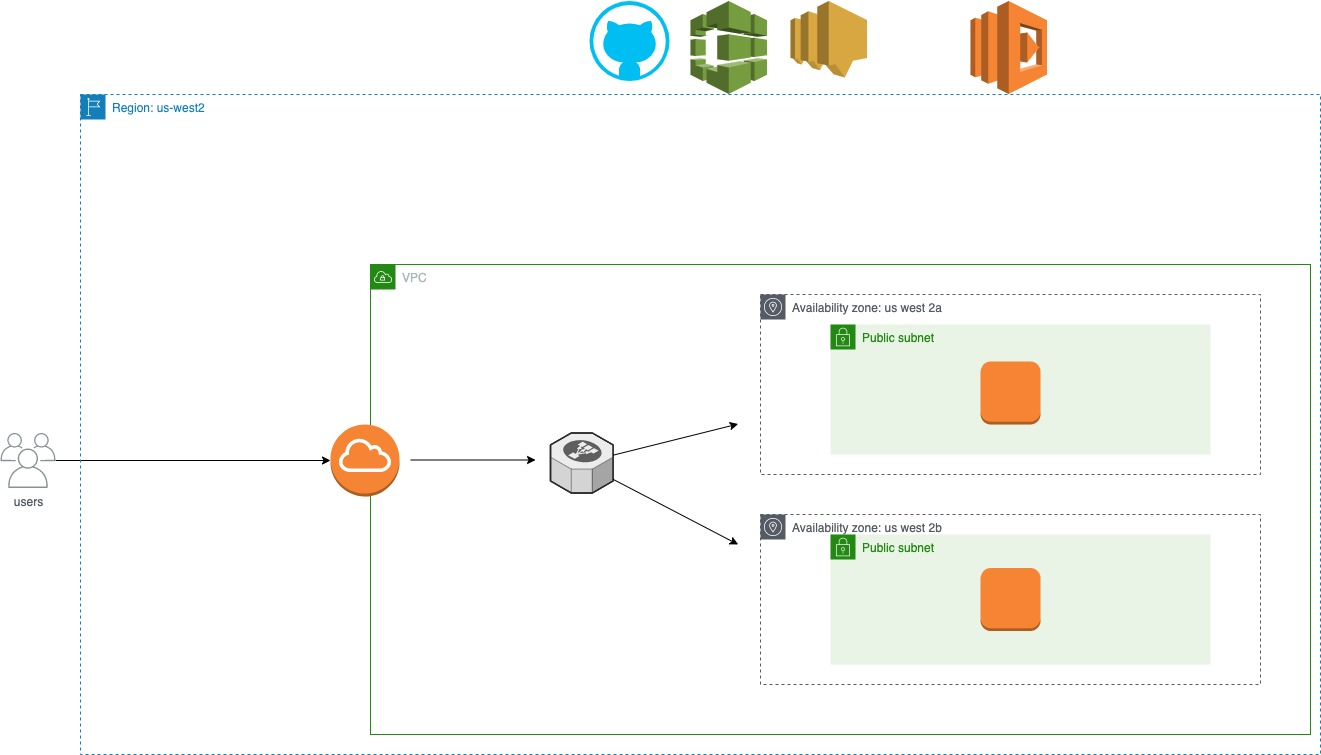 Region: us-west2
VPC
Availability zone: us west 2a
Public subnet
users
Availability zone: us west 2b
Public subnet